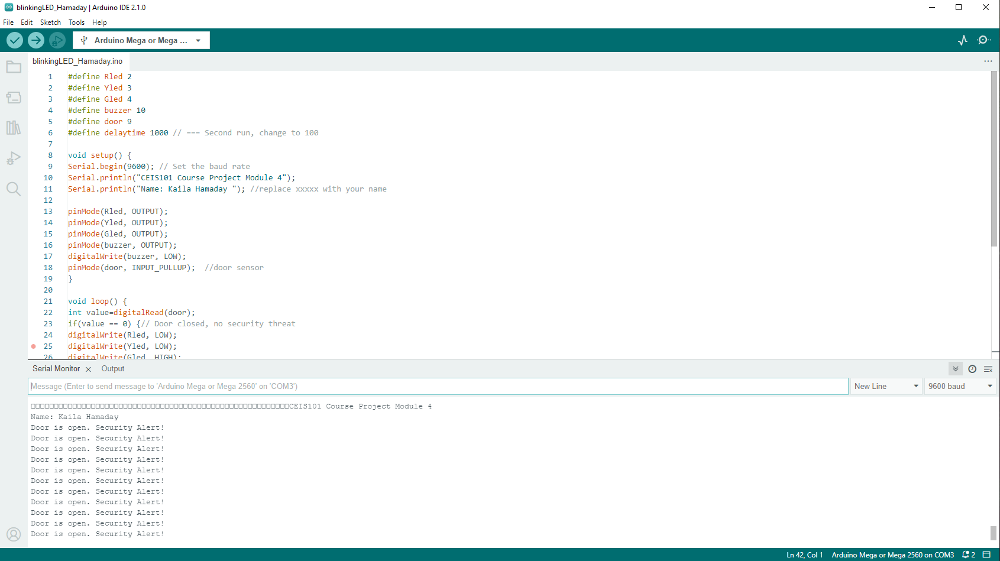 blinkingLED_Hamaday | Arduino IDE 2.1.0
File Edit Sketch Tools Help
Arduino Mega or Mega ...
blinkingLED_Hamaday.ino
1 #define Rled 2
2 #define Yled 3
3 #define Gled 4
4 #define buzzer 10
5 #define door 9
6 #define delaytime 1000 // === Second run, change to 100
7
8 void setup() {
9 Serial.begin(9600); // Set the baud rate
10 Serial.println("CEIS101 Course Project Module 4");
11 Serial.println("Name: Kaila Hamaday "); //replace xxxxx with your name
12
13 pinMode(Rled, OUTPUT);
14 pinMode(Yled, OUTPUT);
15 pinMode(Gled, OUTPUT);
16 pinMode(buzzer, OUTPUT);
17 digitalWrite(buzzer, LOW);
18 pinMode(door, INPUT_PULLUP);  //door sensor
19 }
20
21 void loop() {
22 int value=digitalRead(door);
23 if(value == 0) {// Door closed, no security threat
24 digitalWrite(Rled, LOW);
25 digitalWrite(Yled, LOW);
26 digitalWrite(Gled, HIGH);
Serial Monitor Output
Message (Enter to send message to 'Arduino Mega or Mega 2560' on 'COM3')
New Line
9600 baud
CEIS101 Course Project Module 4
Name: Kaila Hamaday
Door is open. Security Alert!
Door is open. Security Alert!
Door is open. Security Alert!
Door is open. Security Alert!
Door is open. Security Alert!
Door is open. Security Alert!
Door is open. Security Alert!
Door is open. Security Alert!
Door is open. Security Alert!
Door is open. Security Alert!
Door is open. Security Alert!
Ln 42, Col 1 Arduino Mega or Mega 2560 on COM3 2